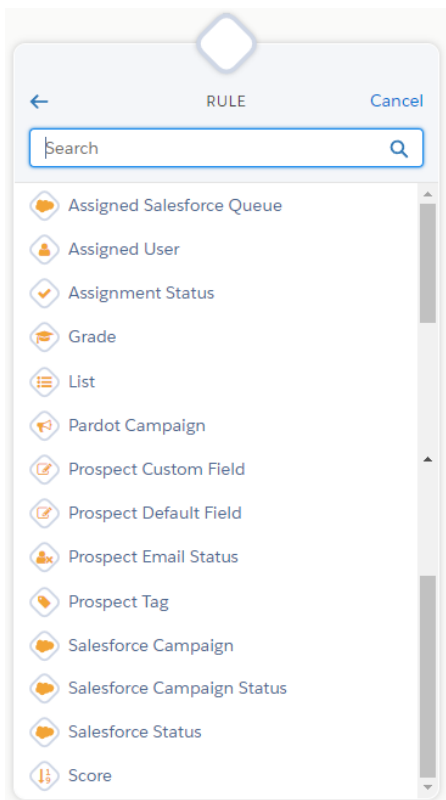 RULE
Cancel
Search
Assigned Salesforce Queue
Assigned User
Assignment Status
Grade
List
Pardot Campaign
Prospect Custom Field
Prospect Default Field
Prospect Email Status
Prospect Tag
Salesforce Campaign
Salesforce Campaign Status
Salesforce Status
Score